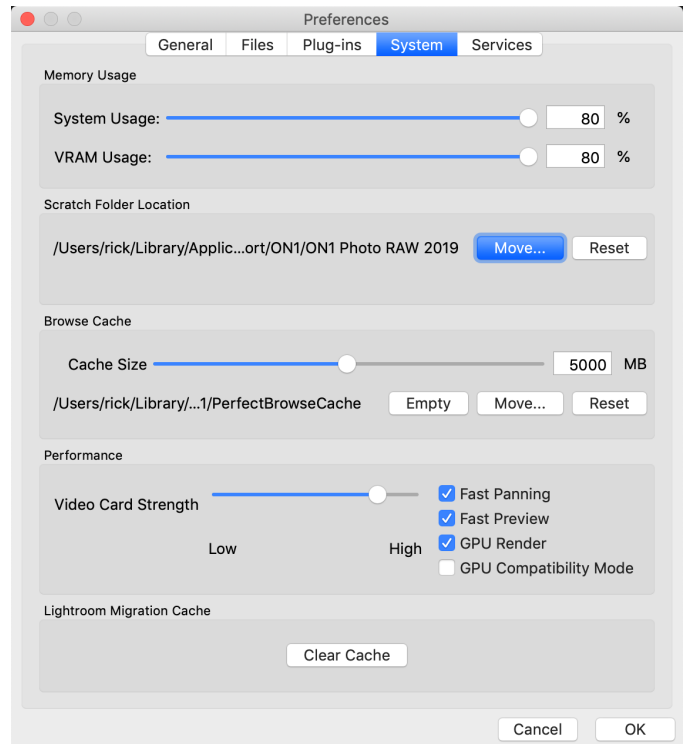 Preferences
General Files Plug-ins System Services
Memory Usage
System Usage: 80 %
VRAM Usage: 80 %
Scratch Folder Location
/Users/rick/Library/Applic...ort/ON1/ON1 Photo RAW 2019 Move... Reset
Browse Cache
Cache Size 5000 MB
/Users/rick/Library/...1/PerfectBrowseCache Empty Move... Reset
Performance
Video Card Strength
Low High
Fast Panning
Fast Preview
GPU Render
GPU Compatibility Mode
Lightroom Migration Cache
Clear Cache
Cancel OK